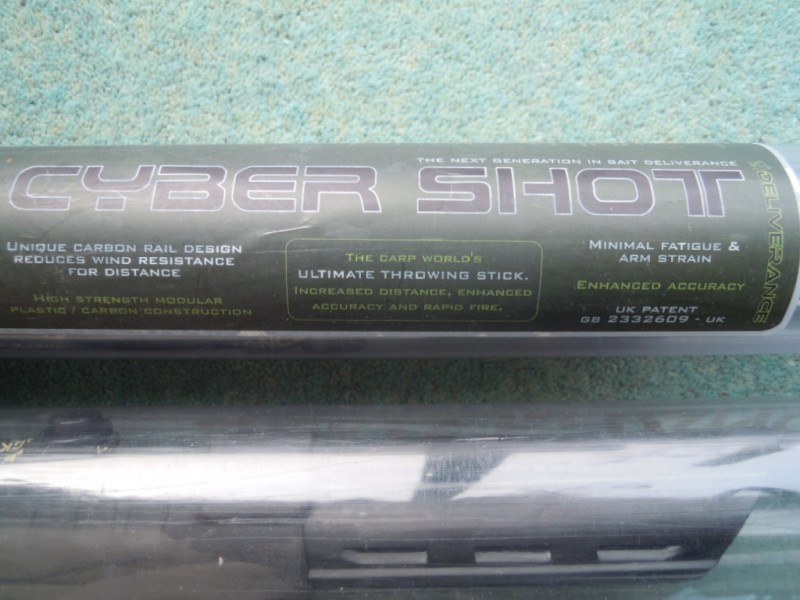 THE NEXT GENERATION IN BAIT DELIVERANCE
CYBER SHOT
UNIQUE CARBON RAIL DESIGN
REDUCES WIND RESISTANCE
FOR DISTANCE
HIGH STRENGTH MODULAR
PLASTIC / CARBON CONSTRUCTION
THE CARP WORLD'S
ULTIMATE THROWING STICK.
INCREASED DISTANCE, ENHANCED
ACCURACY AND RAPID FIRE.
MINIMAL FATIGUE &
ARM STRAIN
ENHANCED ACCURACY
UK PATENT
GB 2332609 - UK
DELIVERANCE